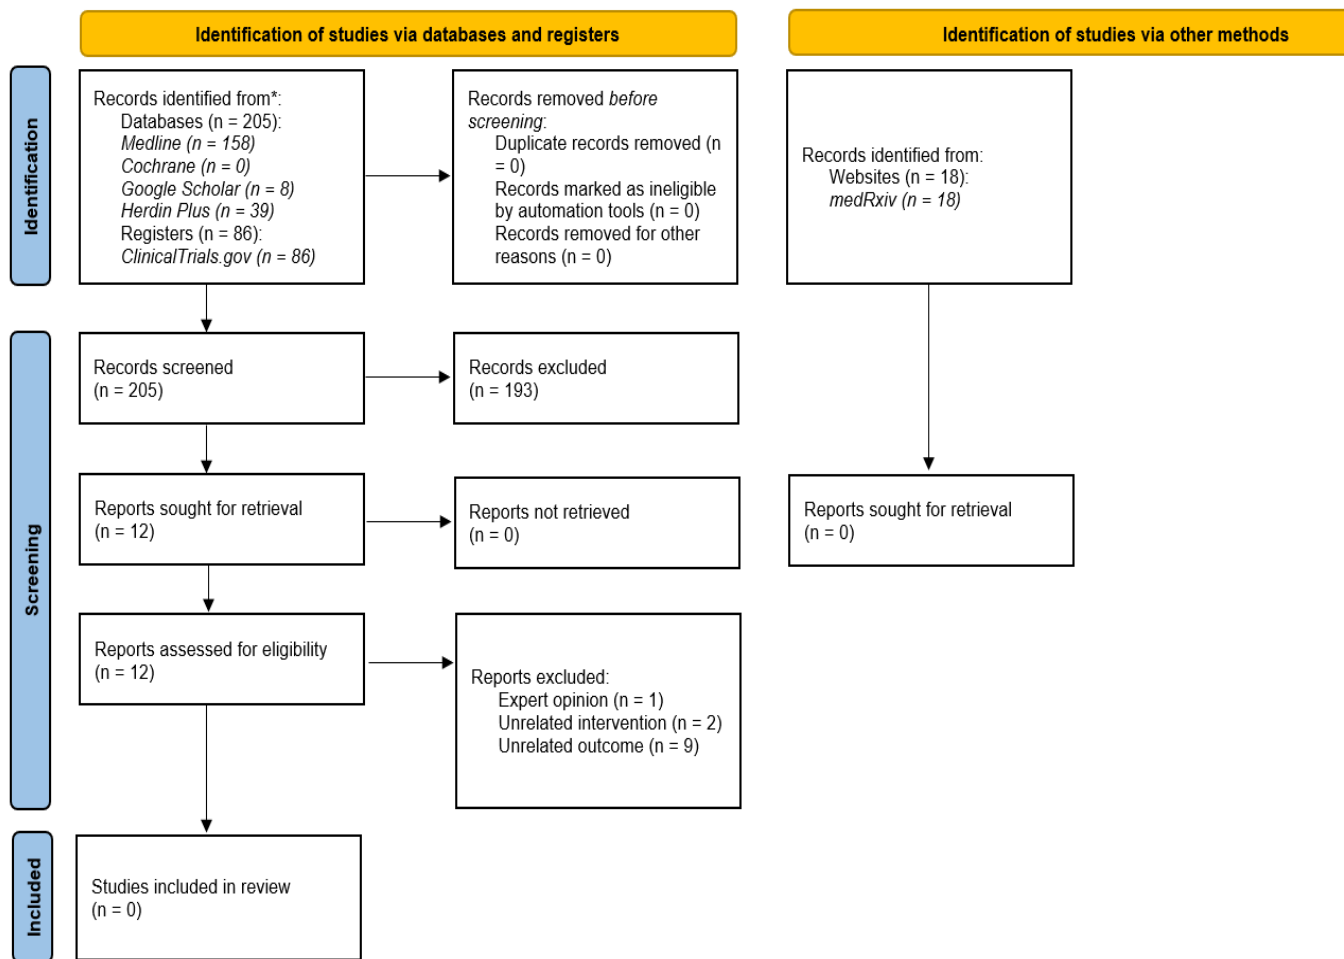 Identification of studies via databases and registers
Identification of studies via other methods
Identification
Records identified from*:
Databases (n = 205):
Medline (n = 158)
Cochrane (n = 0)
Google Scholar (n = 8)
Herdin Plus (n = 39)
Registers (n = 86):
ClinicalTrials.gov (n = 86)
Records removed before
screening:
Duplicate records removed (n
= 0)
Records marked as ineligible
by automation tools (n = 0)
Records removed for other
reasons (n = 0)
Records identified from:
Websites (n = 18):
medRxiv (n = 18)
Screening
Records screened
(n = 205)
Records excluded
(n = 193)
Reports sought for retrieval
(n = 12)
Reports not retrieved
(n = 0)
Reports sought for retrieval
(n = 0)
Reports assessed for eligibility
(n = 12)
Reports excluded:
Expert opinion (n = 1)
Unrelated intervention (n = 2)
Unrelated outcome (n = 9)
Included
Studies included in review
(n = 0)